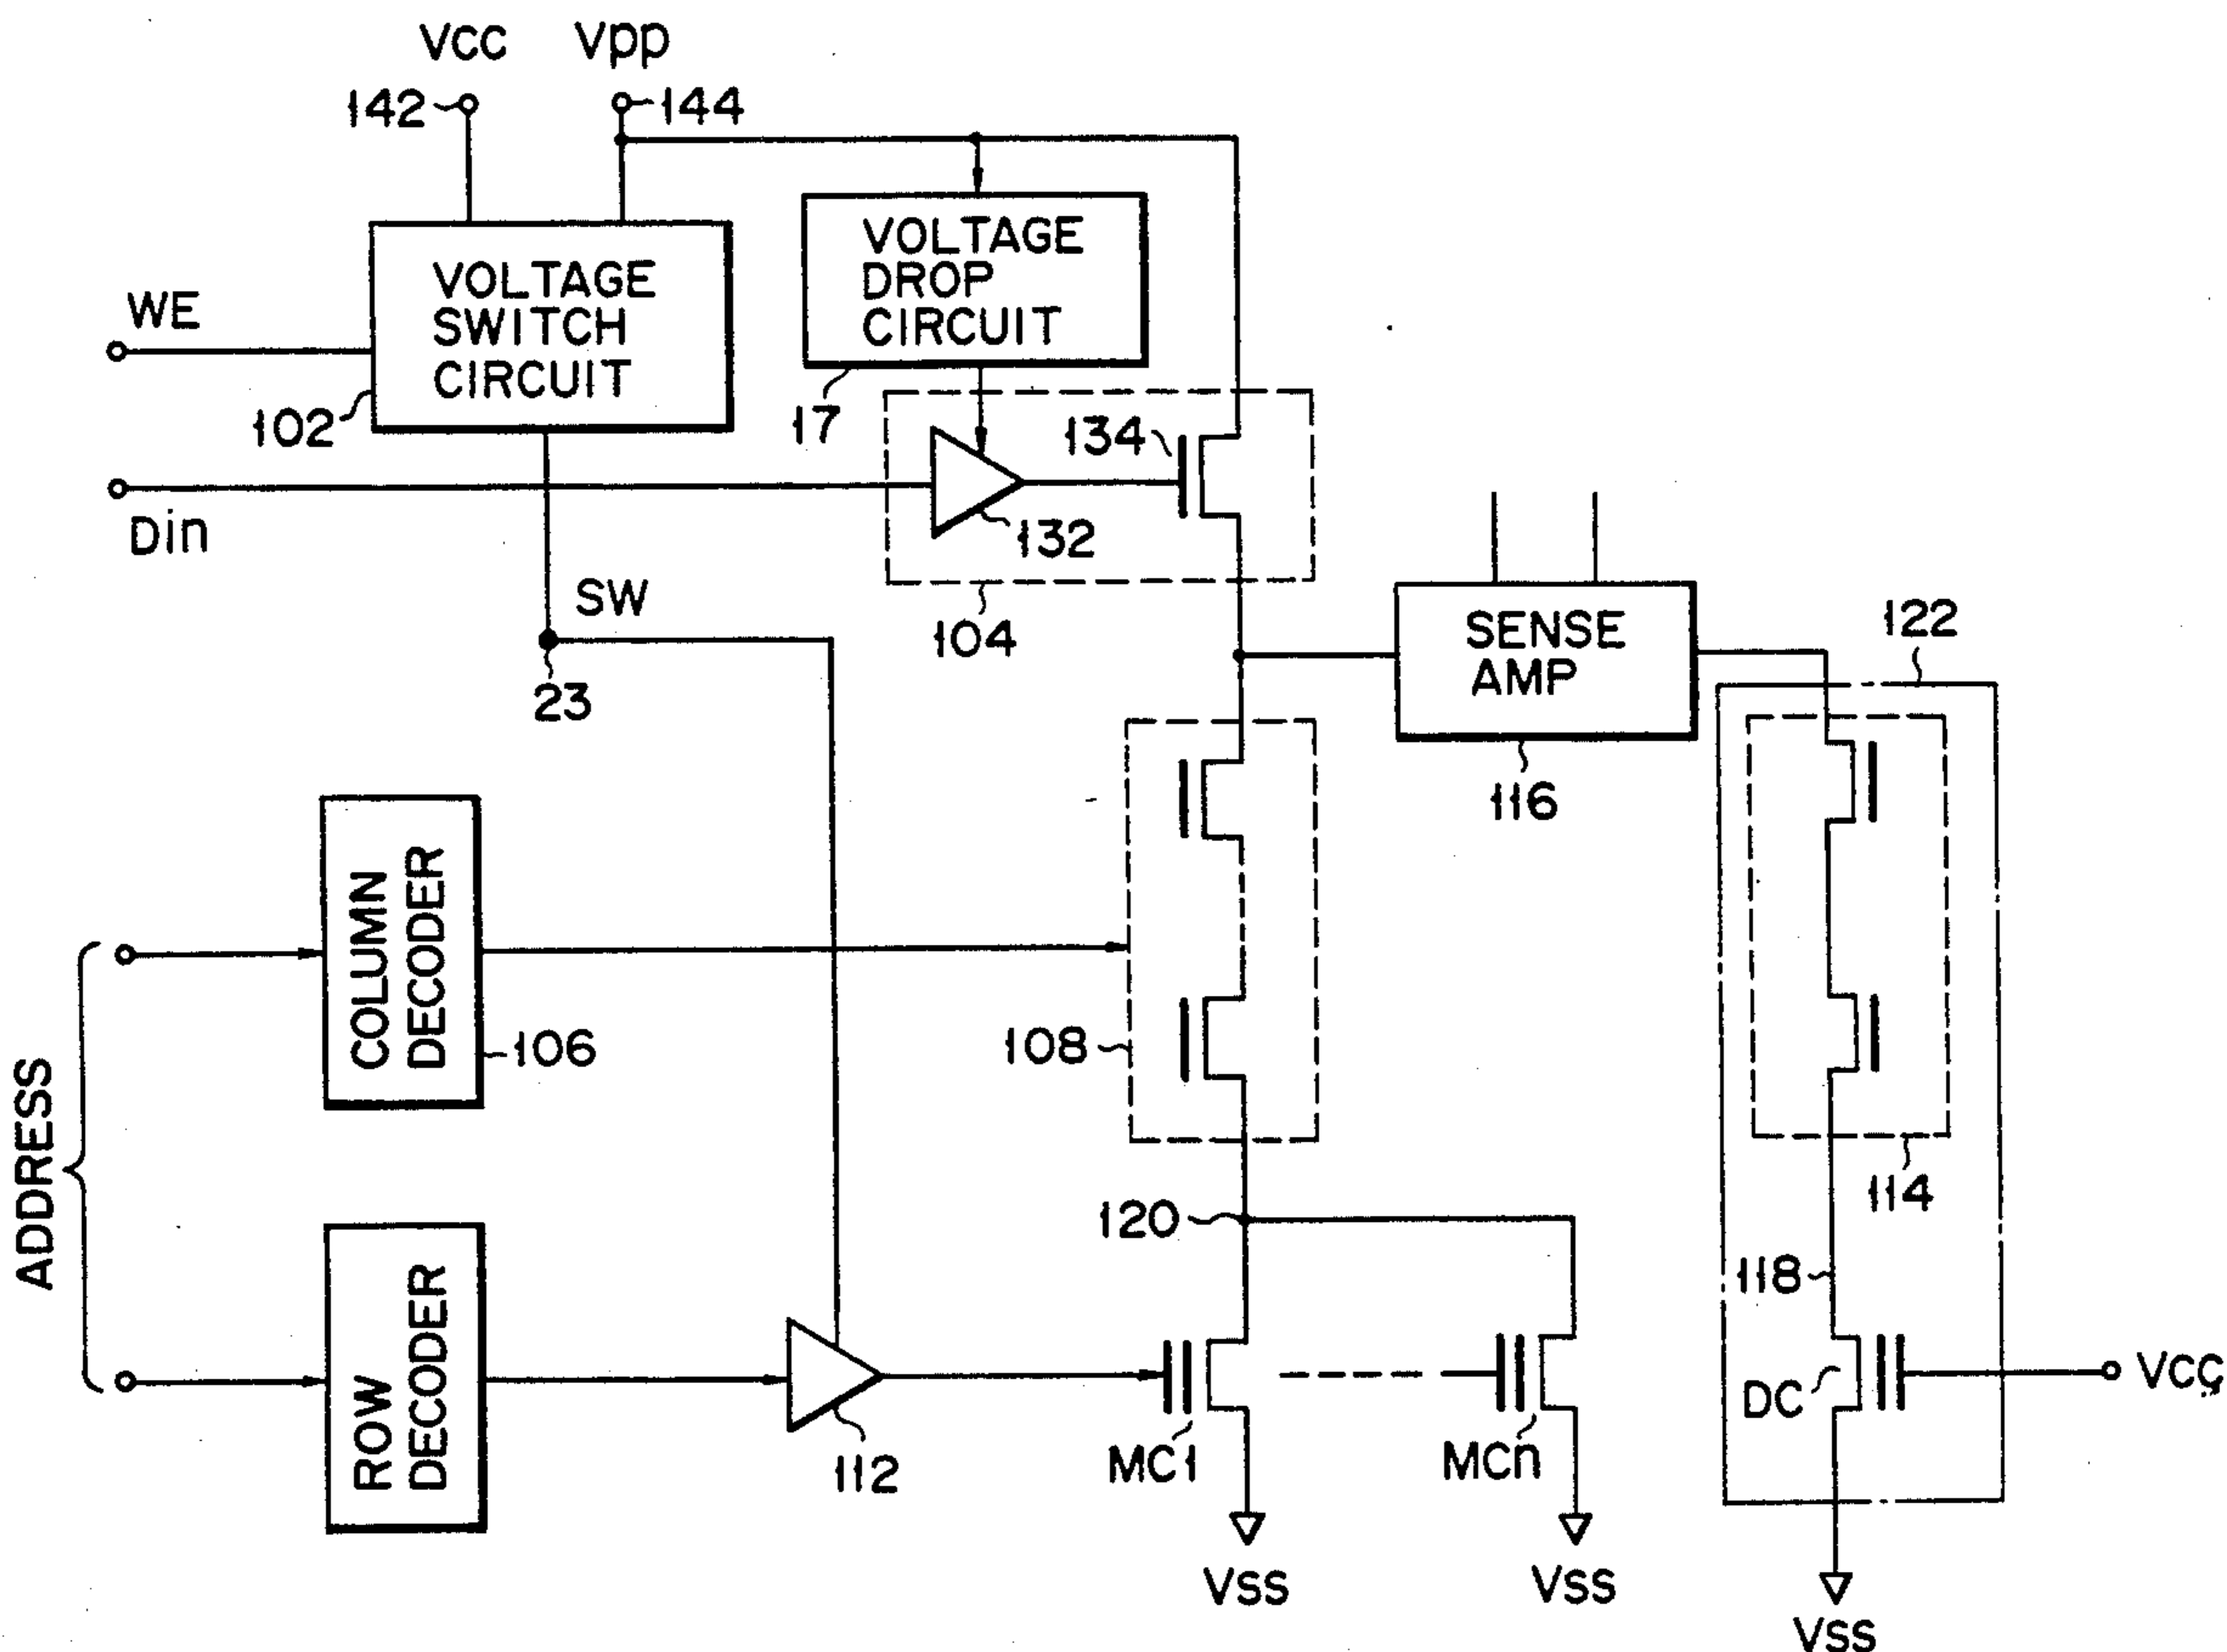 Vcc
Vpp
142
144
VOLTAGE
SWITCH
CIRCUIT
VOLTAGE
DROP
CIRCUIT
WE
102
17
134
Din
132
SW
104
23
SENSE
AMP
122
116
COLUMN
DECODER
106
108
114
ADDRESS
120
118
ROW
DECODER
112
MC1
MCn
DC
Vcc
Vss
Vss
Vss